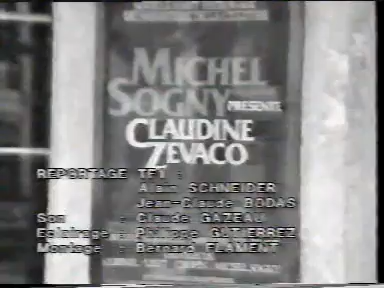 MICHEL
SOGNY
PRESENTE
CLAUDINE
ZEVACO
REPORTAGE TF1 :
Alain SCHNEIDER
Jean-Claude BODAS
Son : Claude GAZEAU
Eclairage : Philippe GUTIERREZ
Montage : Bernard FLAMENT